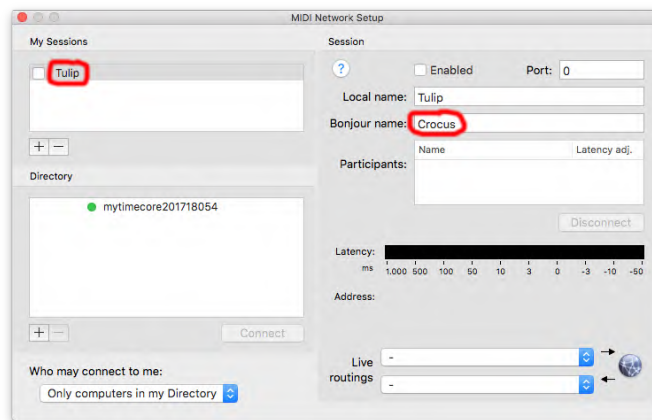 MIDI Network Setup
My Sessions
Tulip
+ −
Directory
mytimecore201718054
+ − Connect
Who may connect to me:
Only computers in my Directory
Session
? Enabled Port: 0
Local name: Tulip
Bonjour name: Crocus
Participants: Name Latency adj.
Disconnect
Latency:
ms 1,000 500 100 50 10 3 0 -3 -10 -50
Address:
Live routings - -